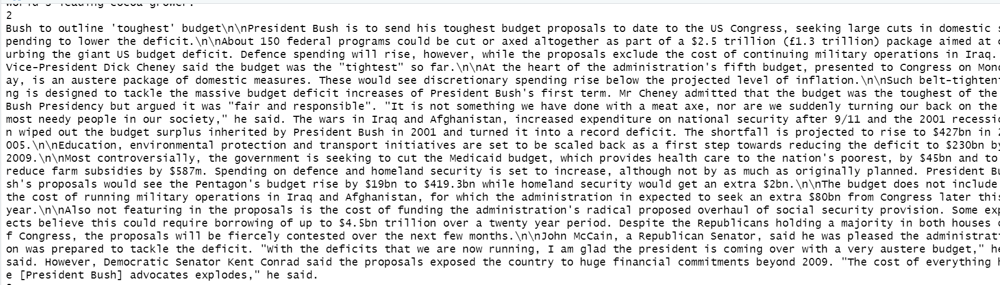 world's leading cocoa grower.
2
Bush to outline 'toughest' budget\n\nPresident Bush is to send his toughest budget proposals to date to the US Congress, seeking large cuts in domestic s
pending to lower the deficit.\n\nAbout 150 federal programs could be cut or axed altogether as part of a $2.5 trillion (£1.3 trillion) package aimed at c
urbing the giant US budget deficit. Defence spending will rise, however, while the proposals exclude the cost of continuing military operations in Iraq.
Vice-President Dick Cheney said the budget was the "tightest" so far.\n\nAt the heart of the administration's fifth budget, presented to Congress on Mond
ay, is an austere package of domestic measures. These would see discretionary spending rise below the projected level of inflation.\n\nSuch belt-tighteni
ng is designed to tackle the massive budget deficit increases of President Bush's first term. Mr Cheney admitted that the budget was the toughest of the
Bush Presidency but argued it was "fair and responsible". "It is not something we have done with a meat axe, nor are we suddenly turning our back on the
most needy people in our society," he said. The wars in Iraq and Afghanistan, increased expenditure on national security after 9/11 and the 2001 recessio
n wiped out the budget surplus inherited by President Bush in 2001 and turned it into a record deficit. The shortfall is projected to rise to $427bn in 2
005.\n\nEducation, environmental protection and transport initiatives are set to be scaled back as a first step towards reducing the deficit to $230bn by
2009.\n\nMost controversially, the government is seeking to cut the Medicaid budget, which provides health care to the nation's poorest, by $45bn and to
reduce farm subsidies by $587m. Spending on defence and homeland security is set to increase, although not by as much as originally planned. President Bu
sh's proposals would see the Pentagon's budget rise by $19bn to $419.3bn while homeland security would get an extra $2bn.\n\nThe budget does not include
the cost of running military operations in Iraq and Afghanistan, for which the administration in expected to seek an extra $80bn from Congress later this
year.\n\nAlso not featuring in the proposals is the cost of funding the administration's radical proposed overhaul of social security provision. Some exp
ects believe this could require borrowing of up to $4.5bn trillion over a twenty year period. Despite the Republicans holding a majority in both houses o
f Congress, the proposals will be fiercely contested over the next few months.\n\nJohn McCain, a Republican Senator, said he was pleased the administrati
on was prepared to tackle the deficit. "With the deficits that we are now running, I am glad the president is coming over with a very austere budget," he
said. However, Democratic Senator Kent Conrad said the proposals exposed the country to huge financial commitments beyond 2009. "The cost of everything h
e [President Bush] advocates explodes," he said.